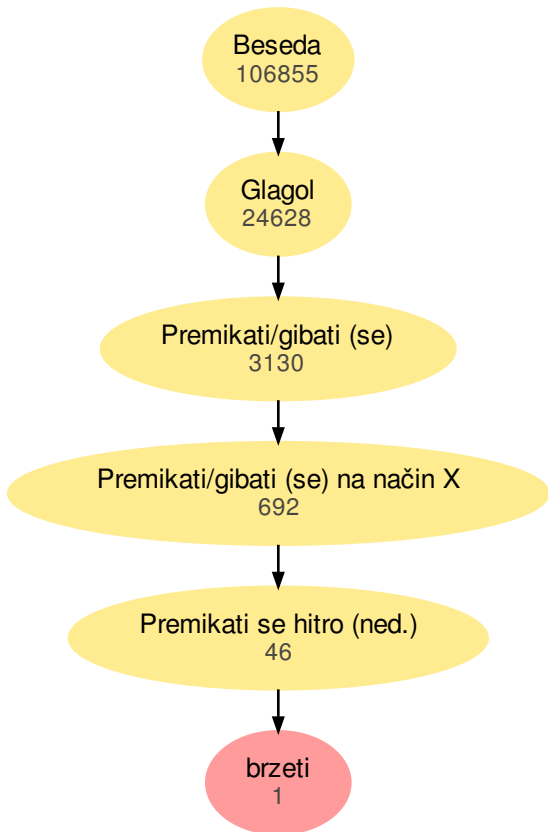 Beseda
106855
Glagol
24628
Premikati/gibati (se)
3130
Premikati/gibati (se) na način X
692
Premikati se hitro (ned.)
46
brzeti
1